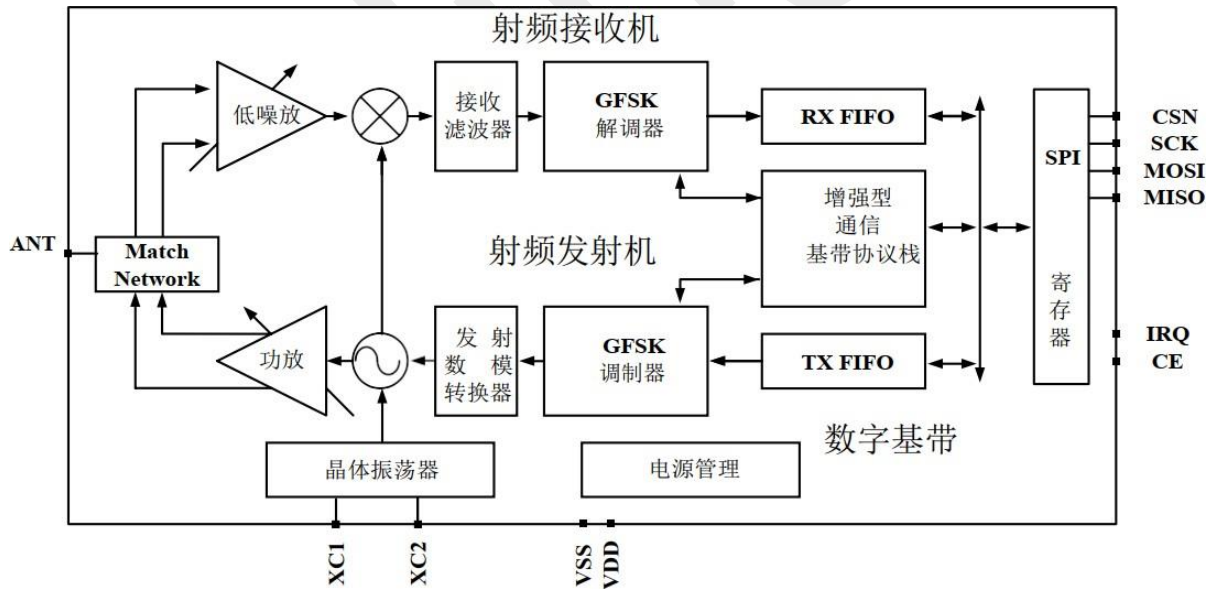 射频接收机
低噪放
接收
滤波器
GFSK
解调器
RX FIFO
SPI
寄存器
CSN
SCK
MOSI
MISO
增强型
通信
基带协议栈
ANT
Match
Network
射频发射机
功放
发射
数模
转换器
GFSK
调制器
TX FIFO
IRQ
CE
数字基带
晶体振荡器
电源管理
XC1
XC2
VSS
VDD